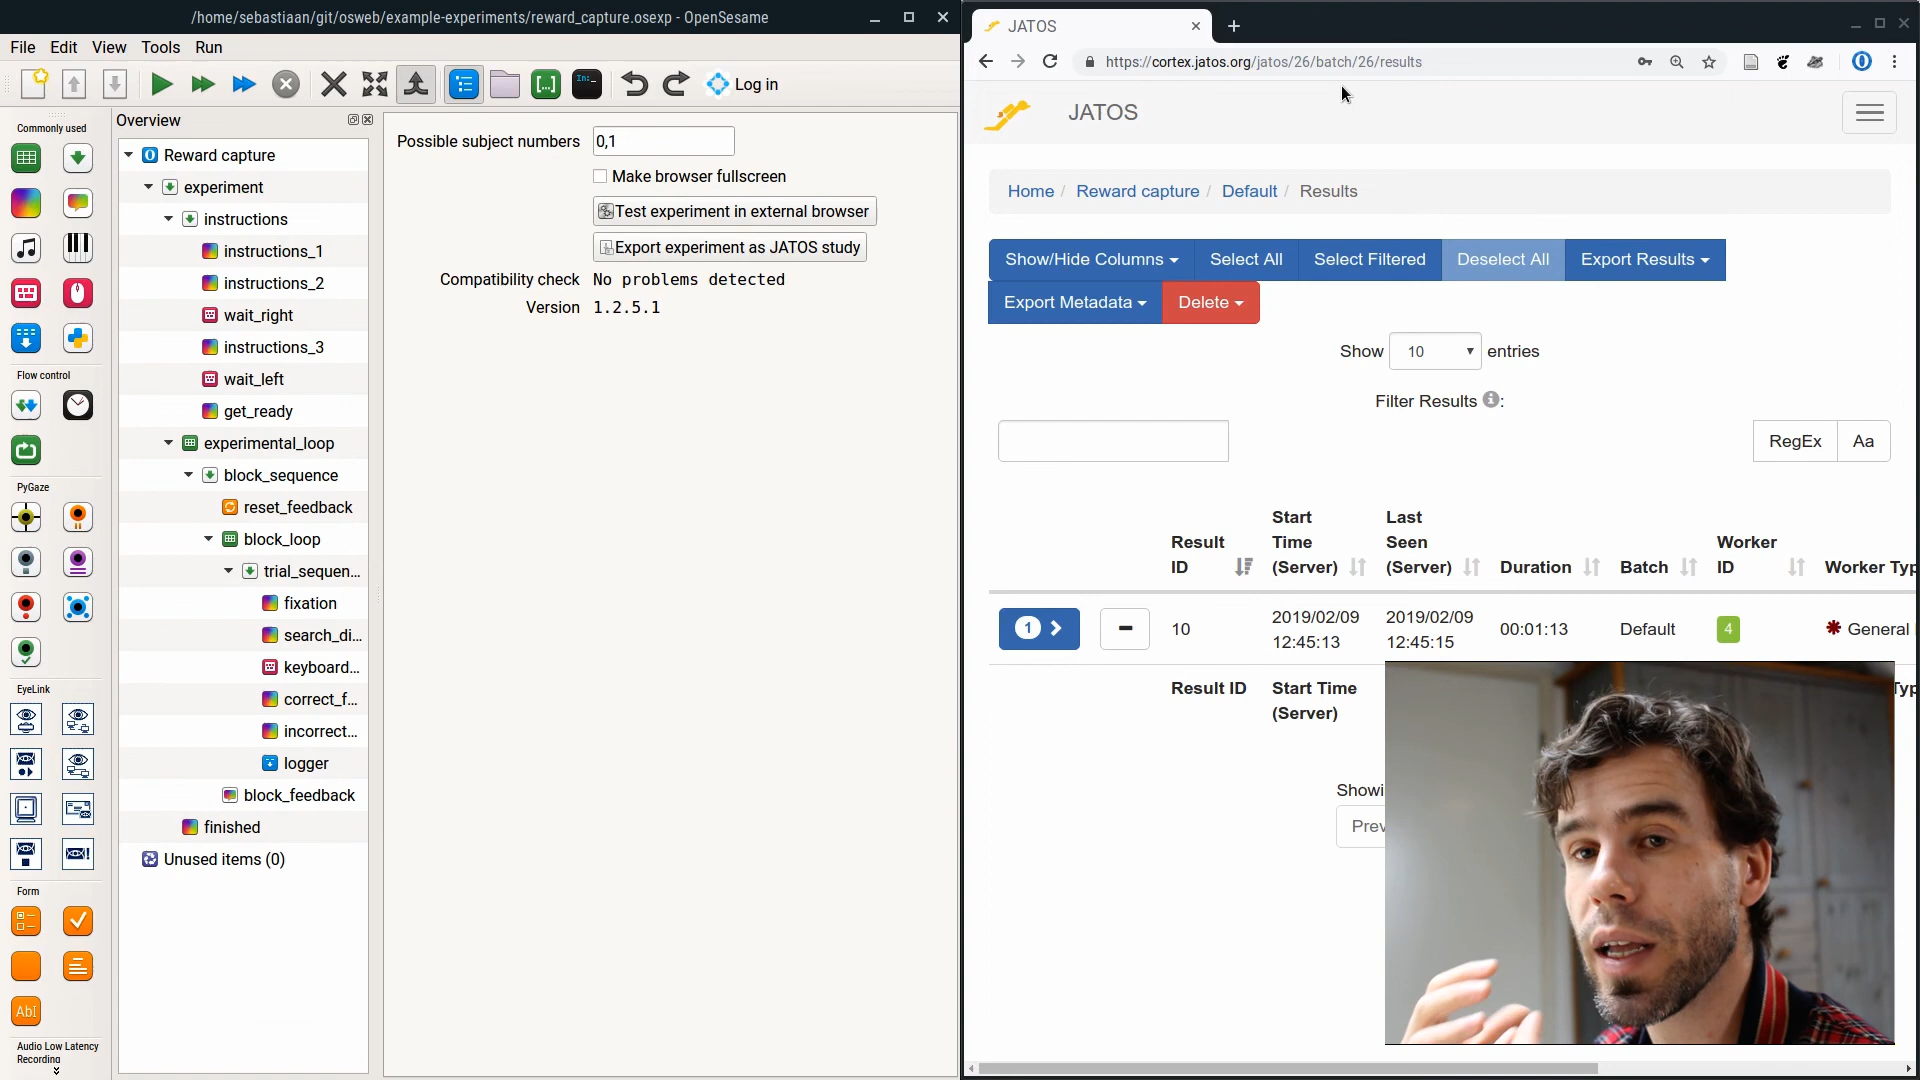 /home/sebastiaan/git/osweb/example-experiments/reward_capture.osexp - OpenSesame
File Edit View Tools Run
Log in
Commonly used
Flow control
PyGaze
EyeLink
Form
Abl
Audio Low Latency
Recording
Overview
Reward capture
experiment
instructions
instructions_1
instructions_2
wait_right
instructions_3
wait_left
get_ready
experimental_loop
block_sequence
reset_feedback
block_loop
trial_sequen...
fixation
search_di...
keyboard...
correct_f...
incorrect...
logger
block_feedback
finished
Unused items (0)
Possible subject numbers 0,1
Make browser fullscreen
Test experiment in external browser
Export experiment as JATOS study
Compatibility check No problems detected
Version 1.2.5.1
JATOS
https://cortex.jatos.org/jatos/26/batch/26/results
JATOS
Home / Reward capture / Default / Results
Show/Hide Columns Select All Select Filtered Deselect All Export Results
Export Metadata Delete
Show 10 entries
Filter Results :
RegEx Aa
Result ID Start Time (Server) Last Seen (Server) Duration Batch Worker ID Worker Typ
1 10 2019/02/09 12:45:13 2019/02/09 12:45:15 00:01:13 Default 4 General
Result ID Start Time (Server) Typ
Showi
Prev